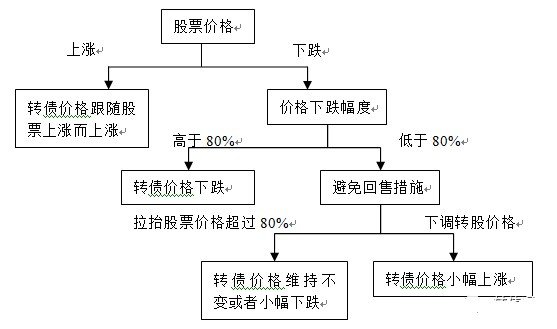 股票价格
上涨
下跌
转债价格跟随股
票上涨而上涨
价格下跌幅度
高于 80%
低于 80%
转债价格下跌
避免回售措施
拉抬股票价格超过 80%
下调转股价格
转债价格维持不
变或者小幅下跌
转债价格小幅上涨